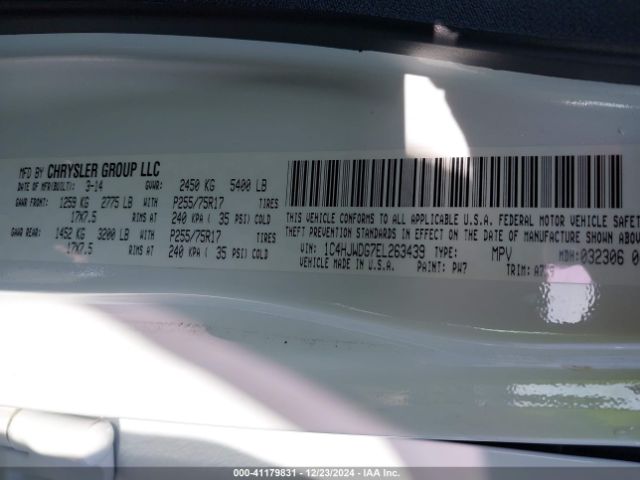 MFD BY CHRYSLER GROUP LLC
DATE OF MFR(BUILT): 3-14 GVWR: 2450 KG 5400 LB
GAWR FRONT: 1259 KG 2775 LB WITH P255/75R17 TIRES
17X7.5 RIMS AT 240 KPA ( 35 PSI) COLD
GAWR REAR: 1452 KG 3200 LB WITH P255/75R17 TIRES
17X7.5 RIMS AT 240 KPA ( 35 PSI) COLD
THIS VEHICLE CONFORMS TO ALL APPLICABLE U.S.A. FEDERAL MOTOR VEHICLE
THEFT PREVENTION STANDARDS IN EFFECT ON THE DATE OF MANUFACTURE SHOWN ABOVE
VIN: 1C4HJWDG7EL263439 TYPE: MPV MDH: 032306
VEHICLE MADE IN U.S.A. PAINT: PW7 TRIM:
000-41179831 - 12/23/2024 - IAA Inc.